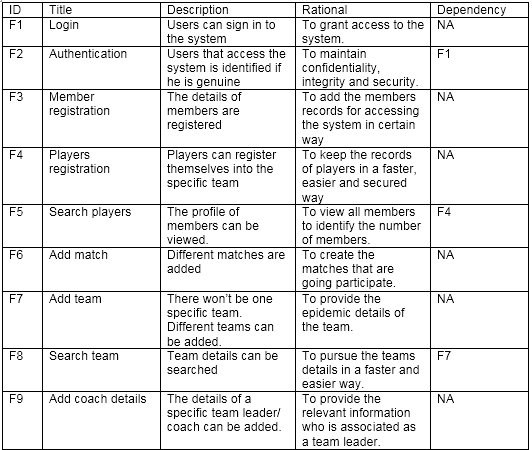 ID Title Description Rational Dependency
F1 Login Users can sign in to To grant access to the NA
the system system.
F2 Authentication Users that access the To maintain F1
system is identified if confidentiality,
he is genuine integrity and security.
F3 Member The details of To add the members NA
registration members are records for accessing
registered the system in certain
way
F4 Players Players can register To keep the records NA
registration themselves into the of players in a faster,
specific team easier and secured
way
F5 Search players The profile of To view all members F4
members can be to identify the number
viewed. of members.
F6 Add match Different matches are To create the NA
added matches that are
going participate.
F7 Add team There won't be one To provide the NA
specific team. epidemic details of
Different teams can the team.
be added.
F8 Search team Team details can be To pursue the teams F7
searched details in a faster and
easier way.
F9 Add coach details The details of a To provide the NA
specific team leader/ relevant information
coach can be added. who is associated as
a team leader.